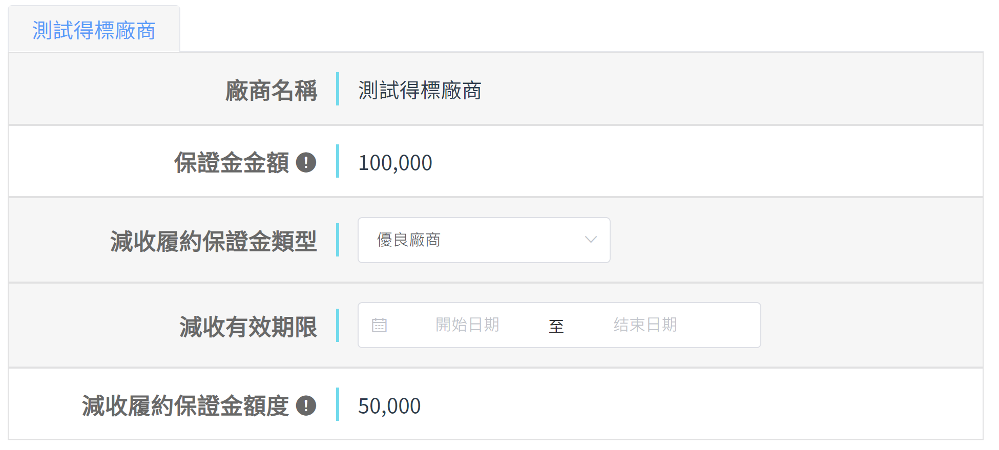 測試得標廠商
廠商名稱 測試得標廠商
保證金金額 100,000
減收履約保證金類型 優良廠商
減收有效期限 開始日期 至 结束日期
減收履約保證金額度 50,000